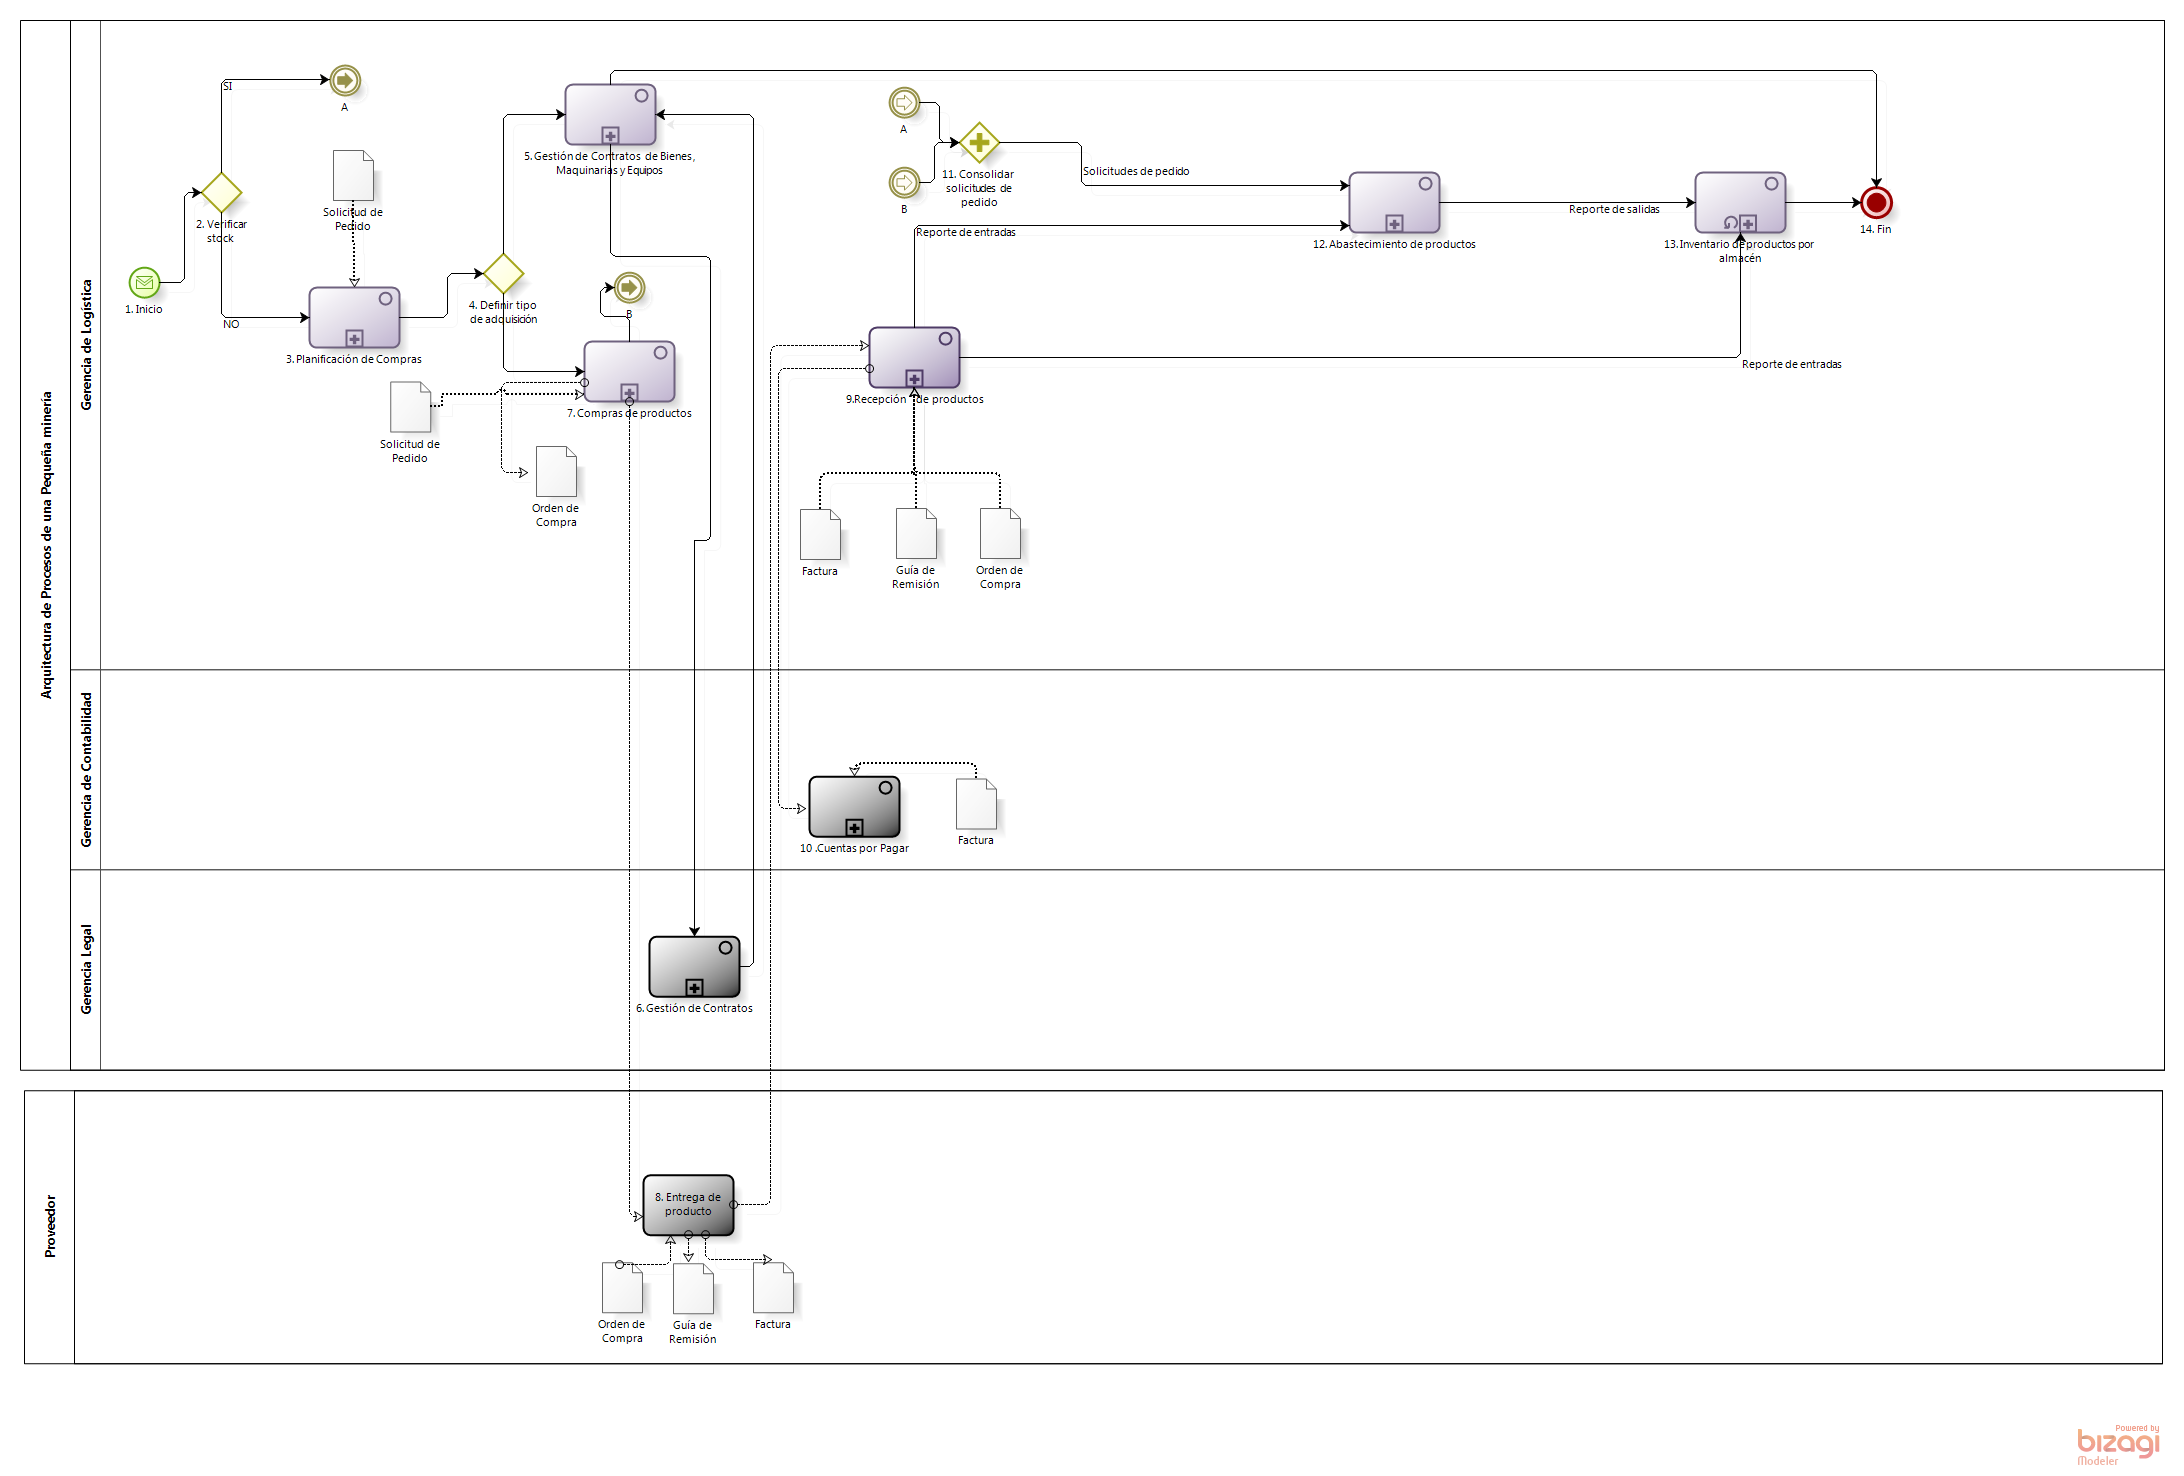 Arquitectura de Procesos de una Pequeña minería
Gerencia de Logística
SI
A
2. Verificar
stock
Solicitud de
Pedido
1. Inicio
NO
3. Planificación de Compras
4. Definir tipo
de adquisición
5. Gestión de Contratos de Bienes,
Maquinarias y Equipos
B
7. Compras de productos
Solicitud de
Pedido
Orden de
Compra
A
B
11. Consolidar
solicitudes de
pedido
Solicitudes de pedido
Reporte de entradas
12. Abastecimiento de productos
Reporte de salidas
13. Inventario de productos por
almacén
14. Fin
9.Recepción de productos
Reporte de entradas
Factura
Guía de
Remisión
Orden de
Compra
Gerencia de Contabilidad
10 .Cuentas por Pagar
Factura
Gerencia Legal
6. Gestión de Contratos
Proveedor
8. Entrega de
producto
Orden de
Compra
Guía de
Remisión
Factura
Powered by
bizagi
Modeler